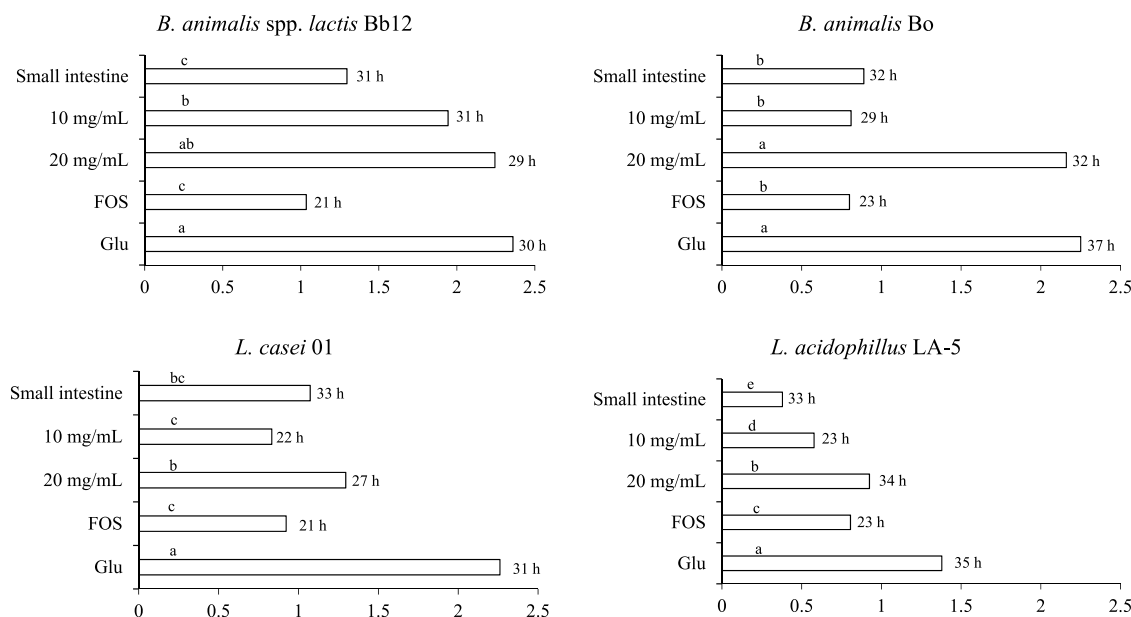 B. animalis spp. lactis Bb12
Small intestine
c
31 h
10 mg/mL
b
31 h
20 mg/mL
ab
29 h
FOS
c
21 h
Glu
a
30 h
0 0.5 1 1.5 2 2.5
B. animalis Bo
Small intestine
b
32 h
10 mg/mL
b
29 h
20 mg/mL
a
32 h
FOS
b
23 h
Glu
a
37 h
0 0.5 1 1.5 2 2.5
L. casei 01
Small intestine
bc
33 h
10 mg/mL
c
22 h
20 mg/mL
b
27 h
FOS
c
21 h
Glu
a
31 h
0 0.5 1 1.5 2 2.5
L. acidophillus LA-5
Small intestine
e
33 h
10 mg/mL
d
23 h
20 mg/mL
b
34 h
FOS
c
23 h
Glu
a
35 h
0 0.5 1 1.5 2 2.5